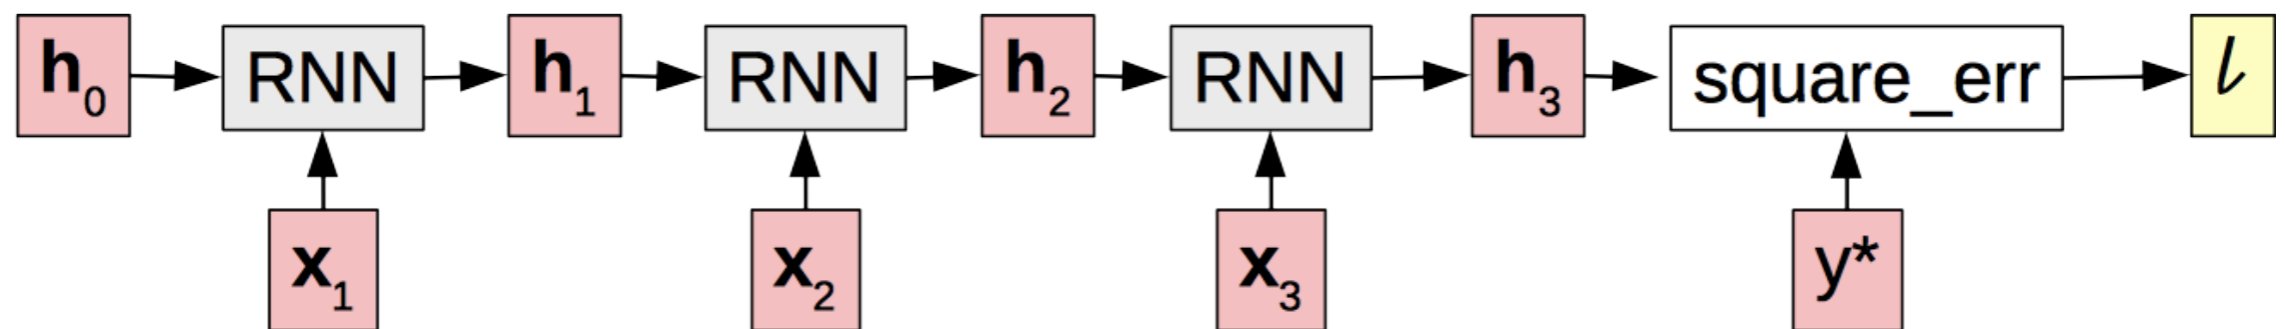 h0 RNN h1 RNN h2 RNN h3 square_err l
x1 x2 x3 y*